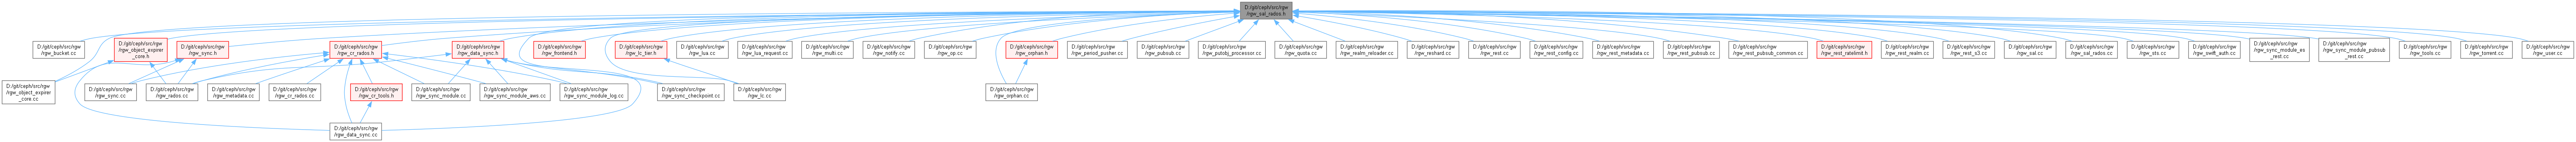 D:/git/ceph/src/rgw
/rgw_sal_rados.h
D:/git/ceph/src/rgw
/rgw_bucket.cc
D:/git/ceph/src/rgw
/rgw_object_expirer
_core.h
D:/git/ceph/src/rgw
/rgw_sync.h
D:/git/ceph/src/rgw
/rgw_cr_rados.h
D:/git/ceph/src/rgw
/rgw_data_sync.h
D:/git/ceph/src/rgw
/rgw_frontend.h
D:/git/ceph/src/rgw
/rgw_lc_tier.h
D:/git/ceph/src/rgw
/rgw_lua.cc
D:/git/ceph/src/rgw
/rgw_lua_request.cc
D:/git/ceph/src/rgw
/rgw_multi.cc
D:/git/ceph/src/rgw
/rgw_notify.cc
D:/git/ceph/src/rgw
/rgw_op.cc
D:/git/ceph/src/rgw
/rgw_orphan.h
D:/git/ceph/src/rgw
/rgw_period_pusher.cc
D:/git/ceph/src/rgw
/rgw_pubsub.cc
D:/git/ceph/src/rgw
/rgw_putobj_processor.cc
D:/git/ceph/src/rgw
/rgw_quota.cc
D:/git/ceph/src/rgw
/rgw_realm_reloader.cc
D:/git/ceph/src/rgw
/rgw_reshard.cc
D:/git/ceph/src/rgw
/rgw_rest.cc
D:/git/ceph/src/rgw
/rgw_rest_config.cc
D:/git/ceph/src/rgw
/rgw_rest_metadata.cc
D:/git/ceph/src/rgw
/rgw_rest_pubsub.cc
D:/git/ceph/src/rgw
/rgw_rest_pubsub_common.cc
D:/git/ceph/src/rgw
/rgw_rest_ratelimit.h
D:/git/ceph/src/rgw
/rgw_rest_realm.cc
D:/git/ceph/src/rgw
/rgw_rest_s3.cc
D:/git/ceph/src/rgw
/rgw_sal.cc
D:/git/ceph/src/rgw
/rgw_sal_rados.cc
D:/git/ceph/src/rgw
/rgw_sts.cc
D:/git/ceph/src/rgw
/rgw_swift_auth.cc
D:/git/ceph/src/rgw
/rgw_sync_module_es
_rest.cc
D:/git/ceph/src/rgw
/rgw_sync_module_pubsub
_rest.cc
D:/git/ceph/src/rgw
/rgw_tools.cc
D:/git/ceph/src/rgw
/rgw_torrent.cc
D:/git/ceph/src/rgw
/rgw_user.cc
D:/git/ceph/src/rgw
/rgw_object_expirer
_core.cc
D:/git/ceph/src/rgw
/rgw_sync.cc
D:/git/ceph/src/rgw
/rgw_rados.cc
D:/git/ceph/src/rgw
/rgw_metadata.cc
D:/git/ceph/src/rgw
/rgw_cr_rados.cc
D:/git/ceph/src/rgw
/rgw_cr_tools.h
D:/git/ceph/src/rgw
/rgw_sync_module.cc
D:/git/ceph/src/rgw
/rgw_sync_module_aws.cc
D:/git/ceph/src/rgw
/rgw_sync_module_log.cc
D:/git/ceph/src/rgw
/rgw_sync_checkpoint.cc
D:/git/ceph/src/rgw
/rgw_lc.cc
D:/git/ceph/src/rgw
/rgw_orphan.cc
D:/git/ceph/src/rgw
/rgw_data_sync.cc